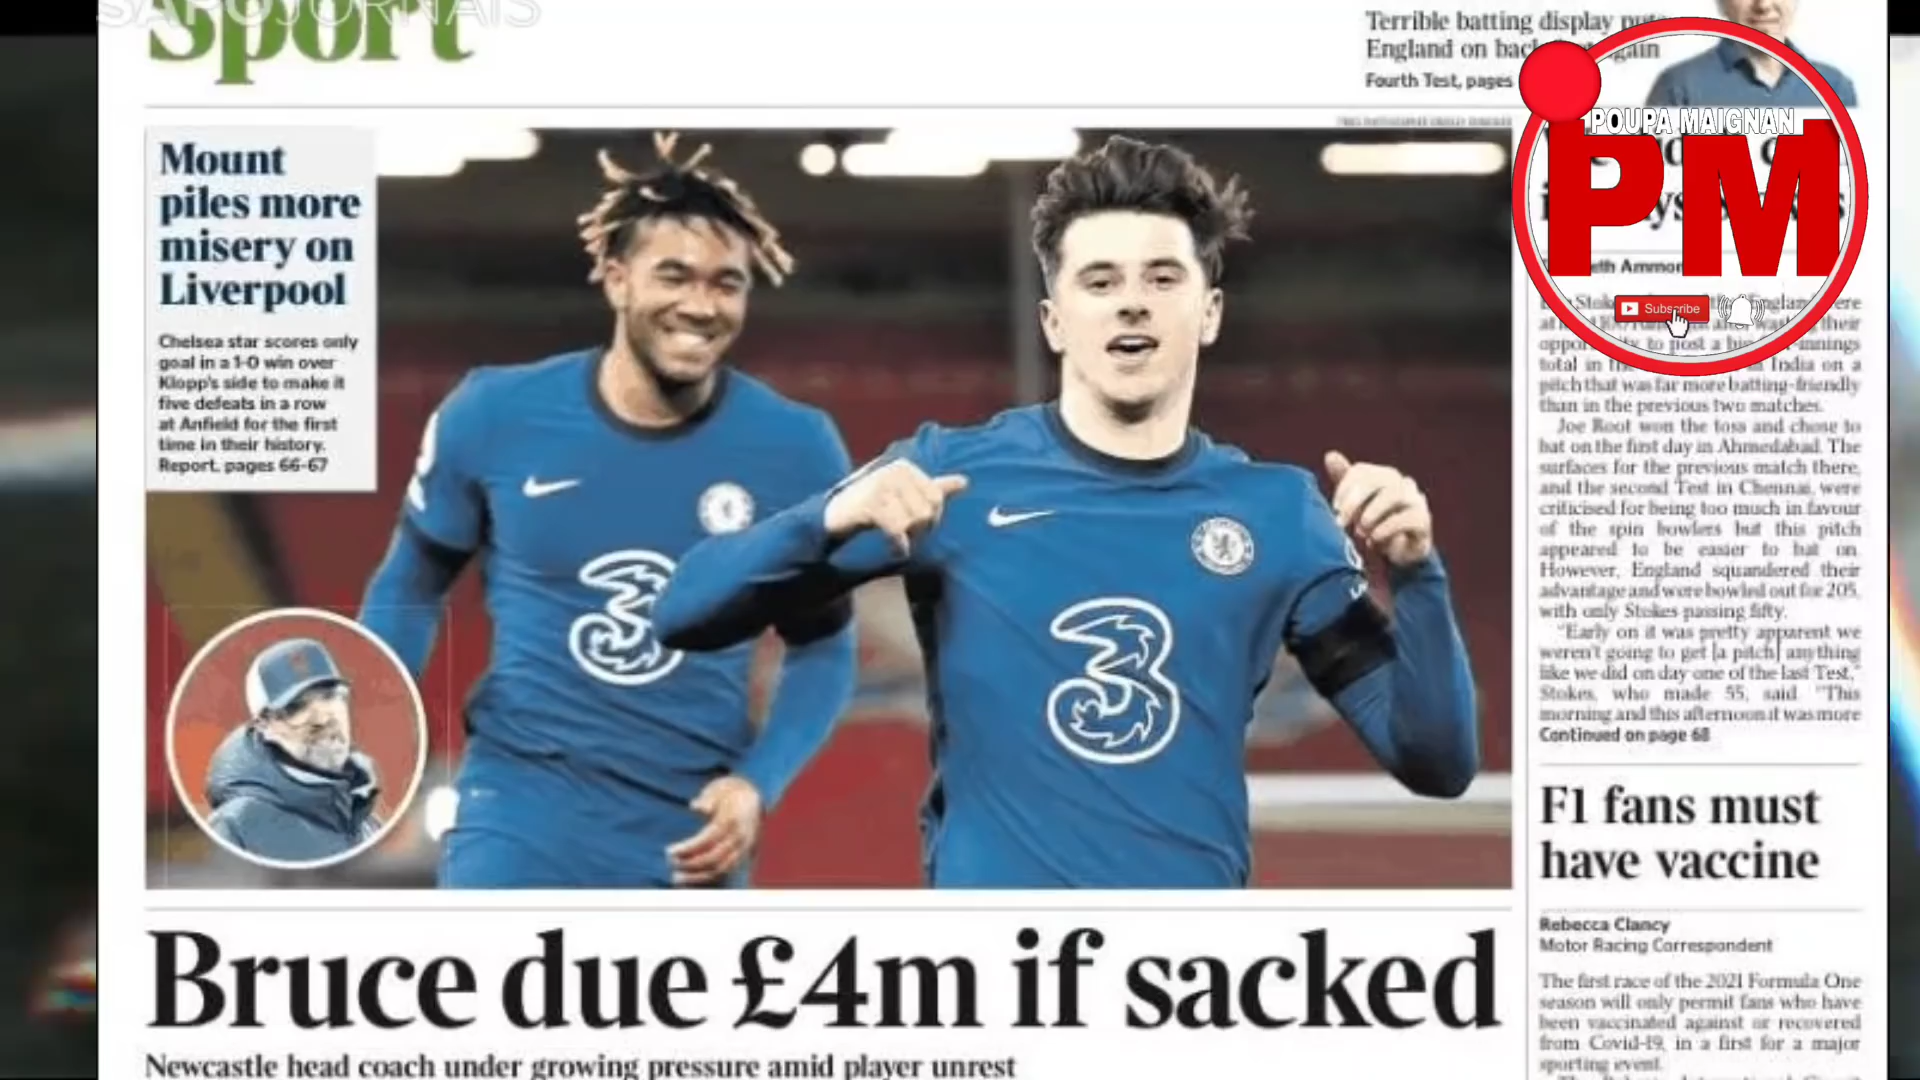 SAPOJORNAIS
sport
Terrible batting display puts
England on back
Fourth Test, pages
POUPA MAIGNAN
PM
Subscribe
Mount
piles more
misery on
Liverpool
Chelsea star scores only
goal in a 1-0 win over
Klopp's side to make it
five defeats in a row
at Anfield for the first
time in their history.
Report, pages 66-67
3
3
Bruce due £4m if sacked
Newcastle head coach under growing pressure amid player unrest
Ammon
total in India on a
pitch that was far more batting-friendly
than in the previous two matches.
Joe Root won the toss and chose to
bat on the first day in Ahmedabad. The
surfaces for the previous match there,
and the second Test in Chennai, were
criticised for being too much in favour
of the spin bowlers but this pitch
appeared to be easier to bat on.
However, England squandered their
advantage and were bowled out for 205,
with only Stokes passing fifty.
"Early on it was pretty apparent we
weren't going to get [a pitch] anything
like we did on day one of the last Test,"
Stokes, who made 55, said. "This
morning and this afternoon it was more
Continued on page 68
F1 fans must
have vaccine
Rebecca Clancy
Motor Racing Correspondent
The first race of the 2021 Formula One
season will only permit fans who have
been vaccinated against or recovered
from Covid-19, in a first for a major
sporting event.